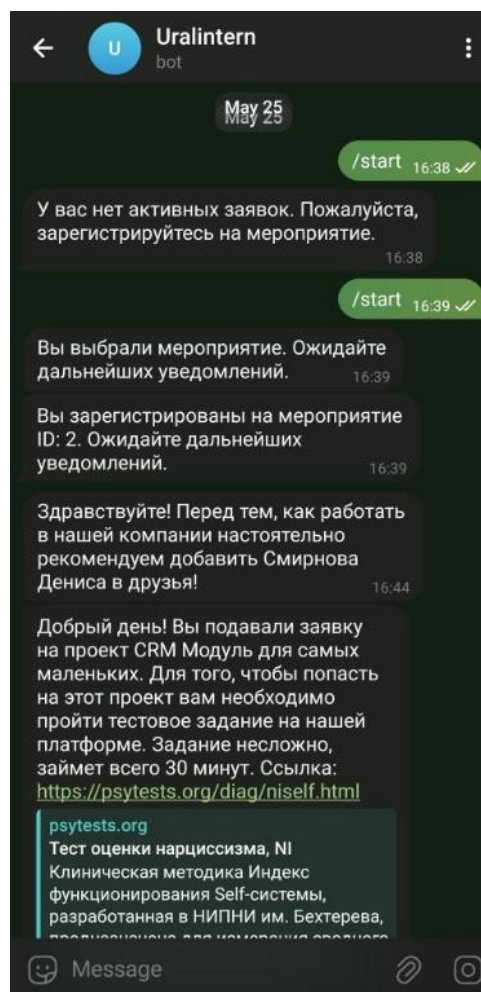 Uralintern
U
bot
May 25
May 25
/start 16:38
У вас нет активных заявок. Пожалуйста,
зарегистрируйтесь на мероприятие.
16:38
/start 16:39
Вы выбрали мероприятие. Ожидайте
дальнейших уведомлений. 16:39
Вы зарегистрированы на мероприятие
ID: 2. Ожидайте дальнейших
уведомлений. 16:39
Здравствуйте! Перед тем, как работать
в нашей компании настоятельно
рекомендуем добавить Смирнова
Дениса в друзья! 16:44
Добрый день! Вы подавали заявку
на проект CRM Модуль для самых
маленьких. Для того, чтобы попасть
на этот проект вам необходимо
пройти тестовое задание на нашей
платформе. Задание несложно,
займет всего 30 минут. Ссылка:
https://psytests.org/diag/niself.html
psytests.org
Тест оценки нарциссизма, NI
Клиническая методика Индекс
функционирования Self-системы,
разработанная в НИПНИ им. Бехтерева,
Message